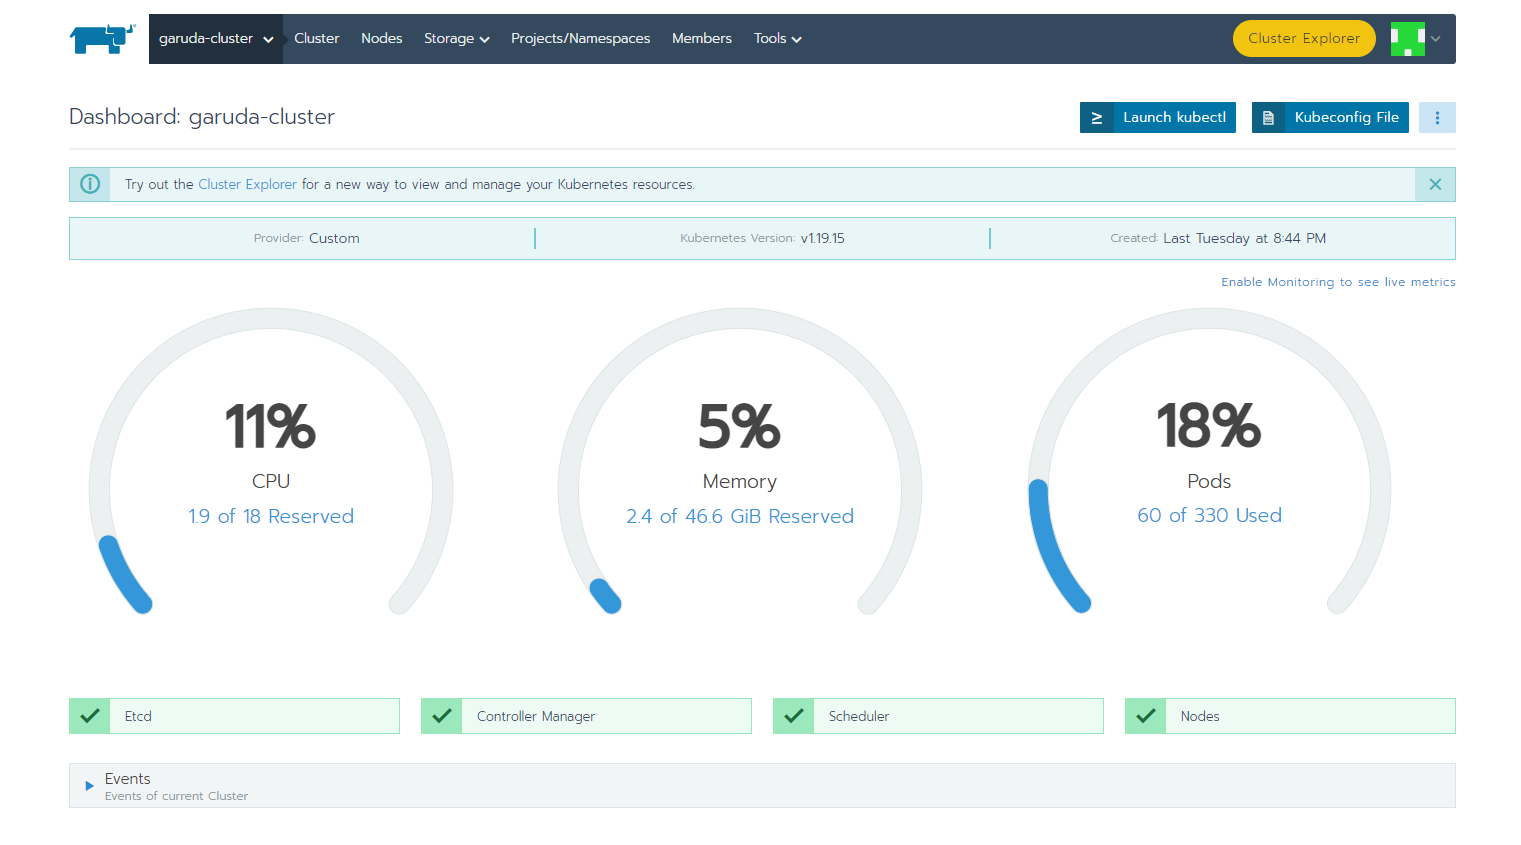 garuda-cluster Cluster Nodes Storage Projects/Namespaces Members Tools Cluster Explorer
Dashboard: garuda-cluster Launch kubectl Kubeconfig File
Try out the Cluster Explorer for a new way to view and manage your Kubernetes resources.
Provider: Custom Kubernetes Version: v1.19.15 Created: Last Tuesday at 8:44 PM
Enable Monitoring to see live metrics
11%
CPU
1.9 of 18 Reserved
5%
Memory
2.4 of 46.6 GiB Reserved
18%
Pods
60 of 330 Used
Etcd Controller Manager Scheduler Nodes
Events
Events of current Cluster